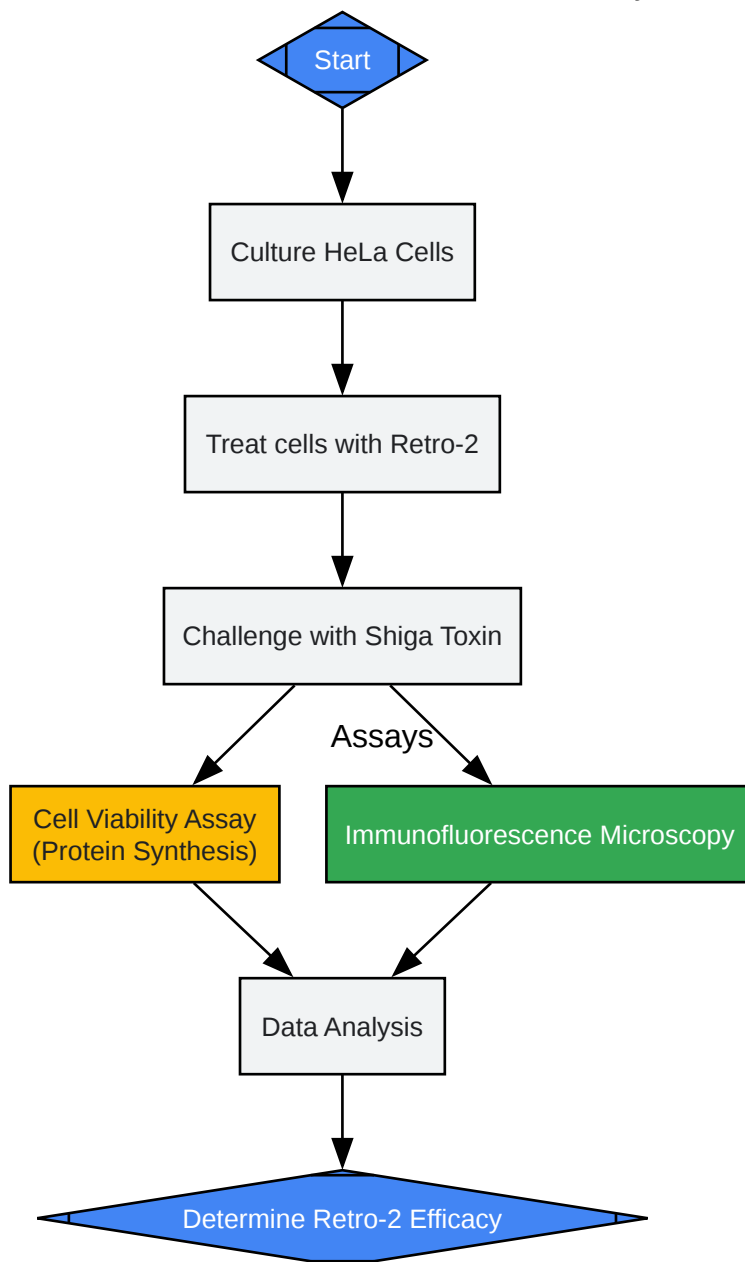 Start
Culture HeLa Cells
Treat cells with Retro-2
Challenge with Shiga Toxin
Assays
Cell Viability Assay
(Protein Synthesis)
Immunofluorescence Microscopy
Data Analysis
Determine Retro-2 Efficacy